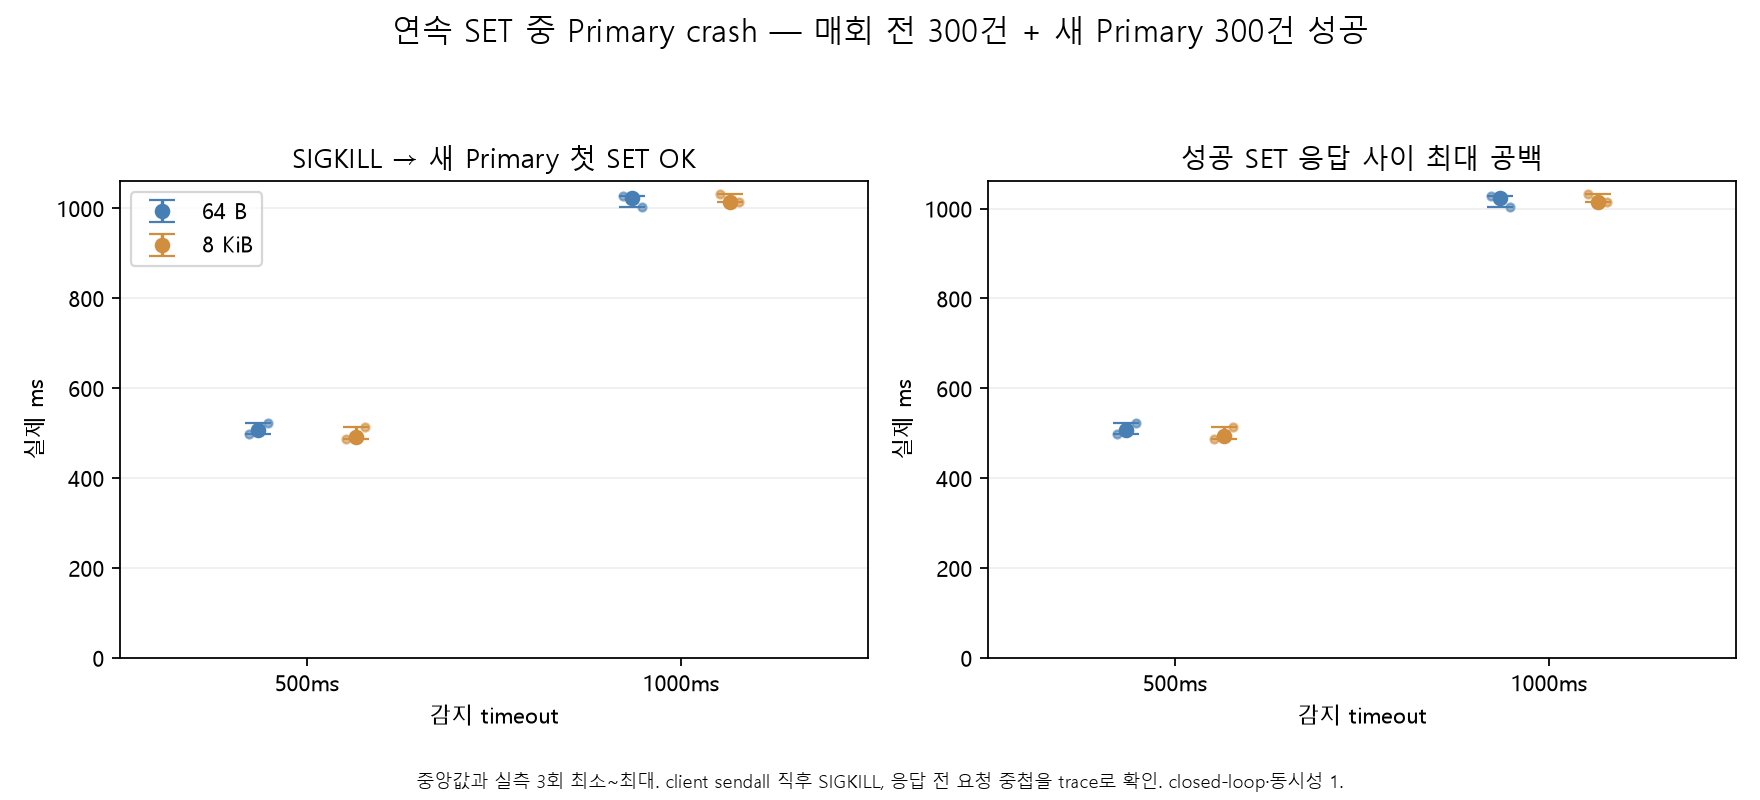 연속 SET 중 Primary crash — 매회 전 300건 + 새 Primary 300건 성공
SIGKILL → 새 Primary 첫 SET OK
64 B
8 KiB
실제 ms
1000
800
600
400
200
0
500ms
1000ms
감지 timeout
성공 SET 응답 사이 최대 공백
실제 ms
1000
800
600
400
200
0
500ms
1000ms
감지 timeout
중앙값과 실측 3회 최소~최대. client sendall 직후 SIGKILL, 응답 전 요청 중첩을 trace로 확인. closed-loop·동시성 1.